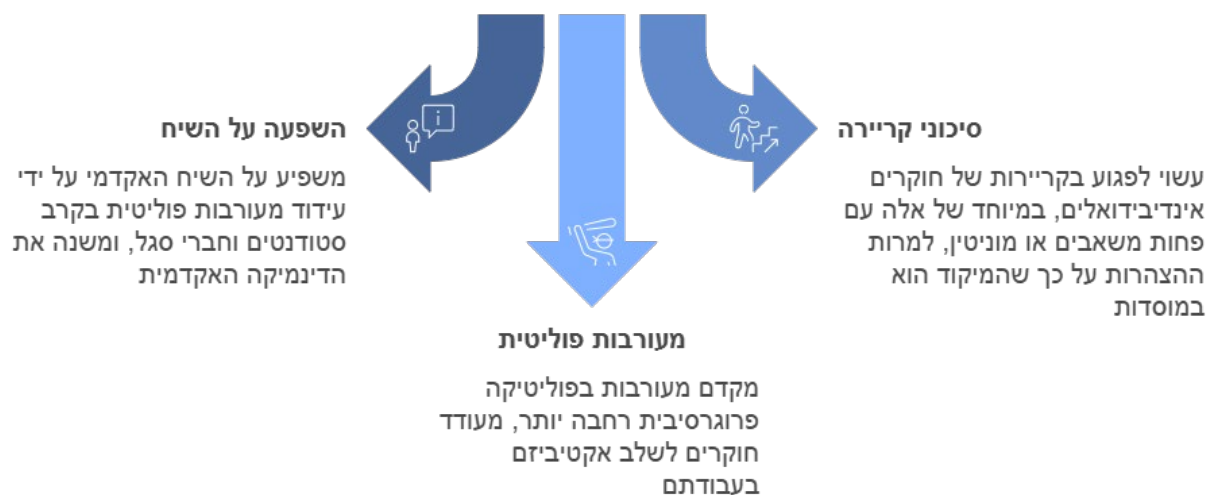 סיכוני קריירה
עשוי לפגוע בקריירות של חוקרים
אינדיבידואלים, במיוחד של אלה עם
פחות משאבים או מוניטין, למרות
ההצהרות על כך שהמיקוד הוא
במוסדות
מעורבות פוליטית
מקדם מעורבות בפוליטיקה
פרוגרסיבית רחבה יותר, מעודד
חוקרים לשלב אקטיביזם
בעבודתם
השפעה על השיח
משפיע על השיח האקדמי על ידי
עידוד מעורבות פוליטית בקרב
סטודנטים וחברי סגל, ומשנה את
הדינמיקה האקדמית